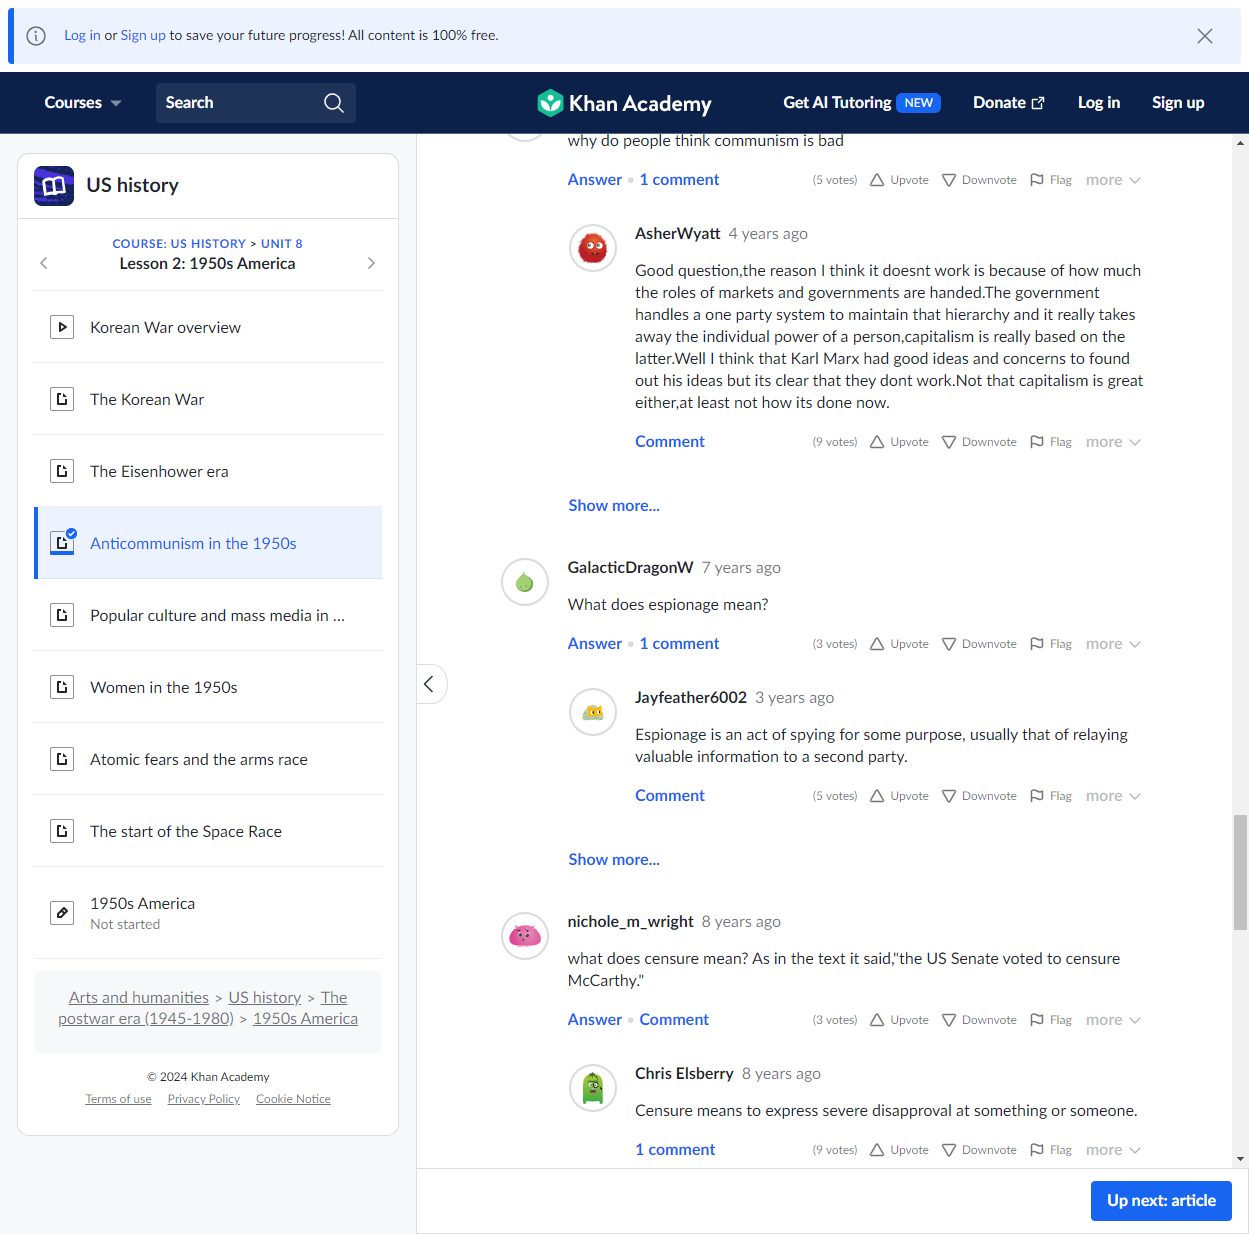 Log in or Sign up to save your future progress! All content is 100% free.
Courses
Search
Khan Academy
Get AI Tutoring NEW
Donate
Log in
Sign up
US history
COURSE: US HISTORY > UNIT 8
Lesson 2: 1950s America
Korean War overview
The Korean War
The Eisenhower era
Anticommunism in the 1950s
Popular culture and mass media in ...
Women in the 1950s
Atomic fears and the arms race
The start of the Space Race
1950s America
Not started
Arts and humanities > US history > The
postwar era (1945-1980) > 1950s America
© 2024 Khan Academy
Terms of use Privacy Policy Cookie Notice
why do people think communism is bad
Answer • 1 comment (5 votes) Upvote Downvote Flag more
AsherWyatt 4 years ago
Good question,the reason I think it doesnt work is because of how much
the roles of markets and governments are handed.The government
handles a one party system to maintain that hierarchy and it really takes
away the individual power of a person,capitalism is really based on the
latter.Well I think that Karl Marx had good ideas and concerns to found
out his ideas but its clear that they dont work.Not that capitalism is great
either,at least not how its done now.
Comment (9 votes) Upvote Downvote Flag more
Show more...
GalacticDragonW 7 years ago
What does espionage mean?
Answer • 1 comment (3 votes) Upvote Downvote Flag more
Jayfeather6002 3 years ago
Espionage is an act of spying for some purpose, usually that of relaying
valuable information to a second party.
Comment (5 votes) Upvote Downvote Flag more
Show more...
nichole_m_wright 8 years ago
what does censure mean? As in the text it said,"the US Senate voted to censure
McCarthy."
Answer • Comment (3 votes) Upvote Downvote Flag more
Chris Elsberry 8 years ago
Censure means to express severe disapproval at something or someone.
1 comment (9 votes) Upvote Downvote Flag more
Up next: article